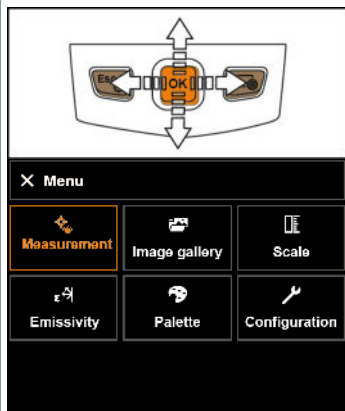 Esc
OK
× Menu
Measurement
Image gallery
Scale
ε
Emissivity
Palette
Configuration